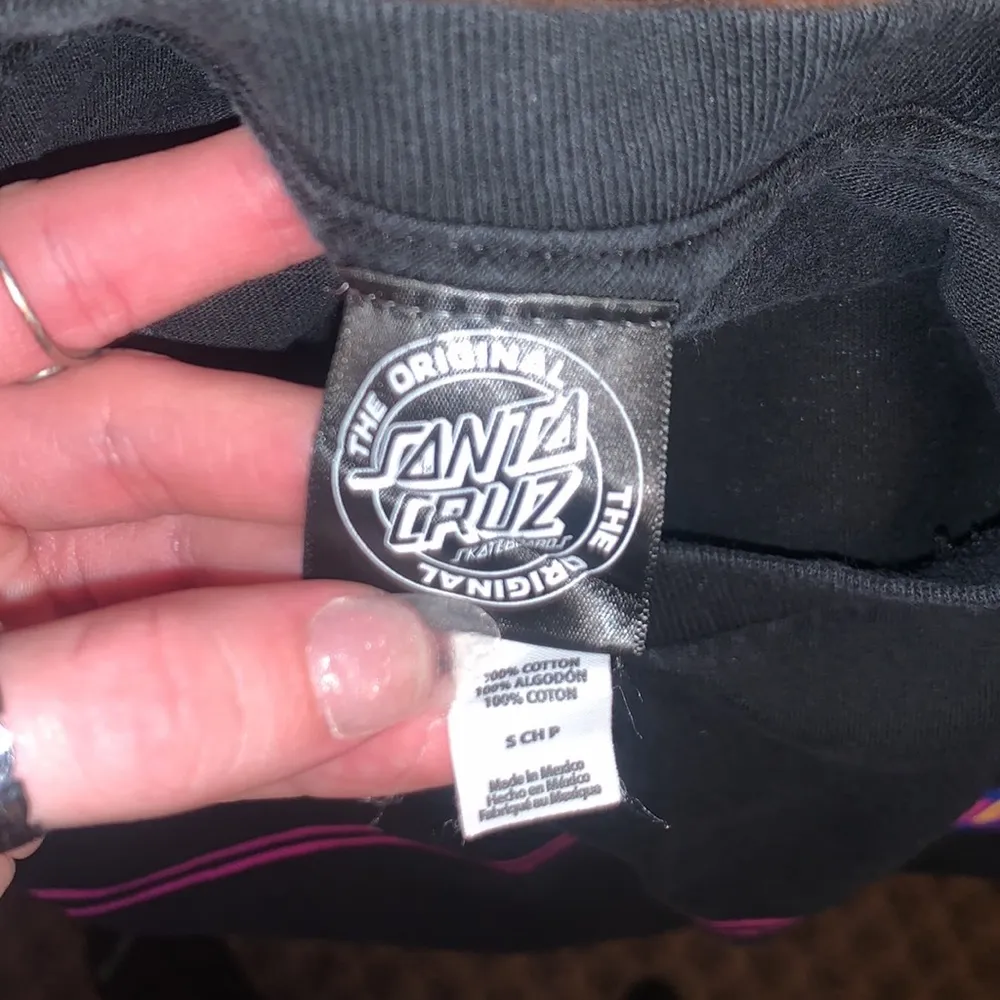 THE ORIGINAL
SANTA
CRUZ
SKATEBOARDS
THE ORIGINAL
100% COTTON
100% ALGODÓN
100% COTON
S CH P
Made in Mexico
Hecho en México
Fabriqué au Mexique